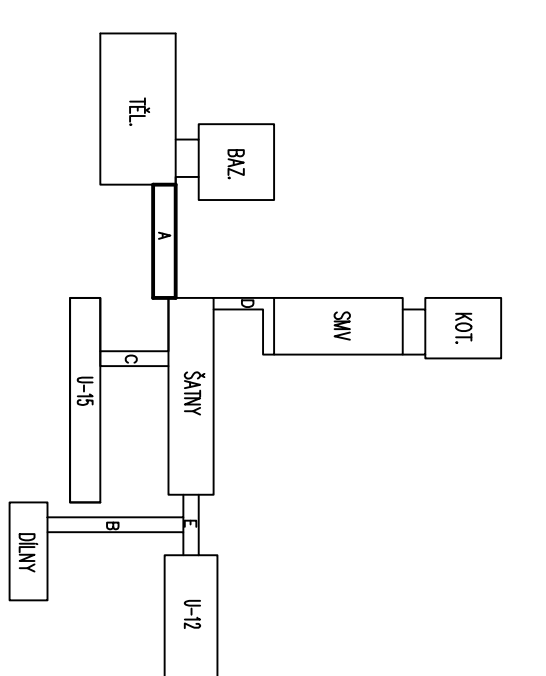 TĚL.
BAZ.
A
D
SMV
KOT.
C
ŠATNY
U-15
E
B
DÍLNY
U-12